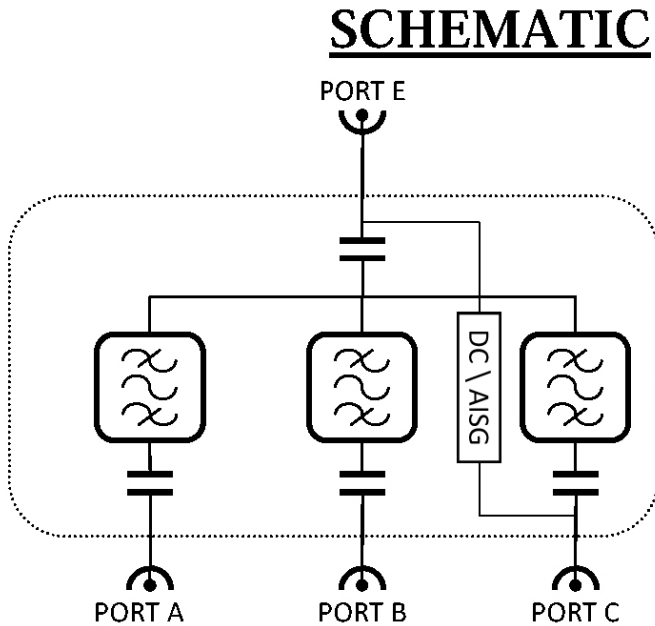 SCHEMATIC
PORT E
DC \ AISG
PORT A
PORT B
PORT C